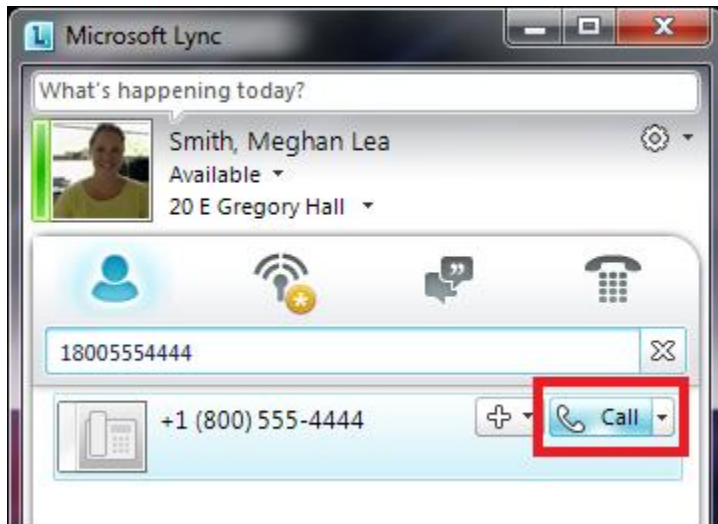 Microsoft Lync
What's happening today?
Smith, Meghan Lea
Available
20 E Gregory Hall
18005554444
+1 (800) 555-4444
Call